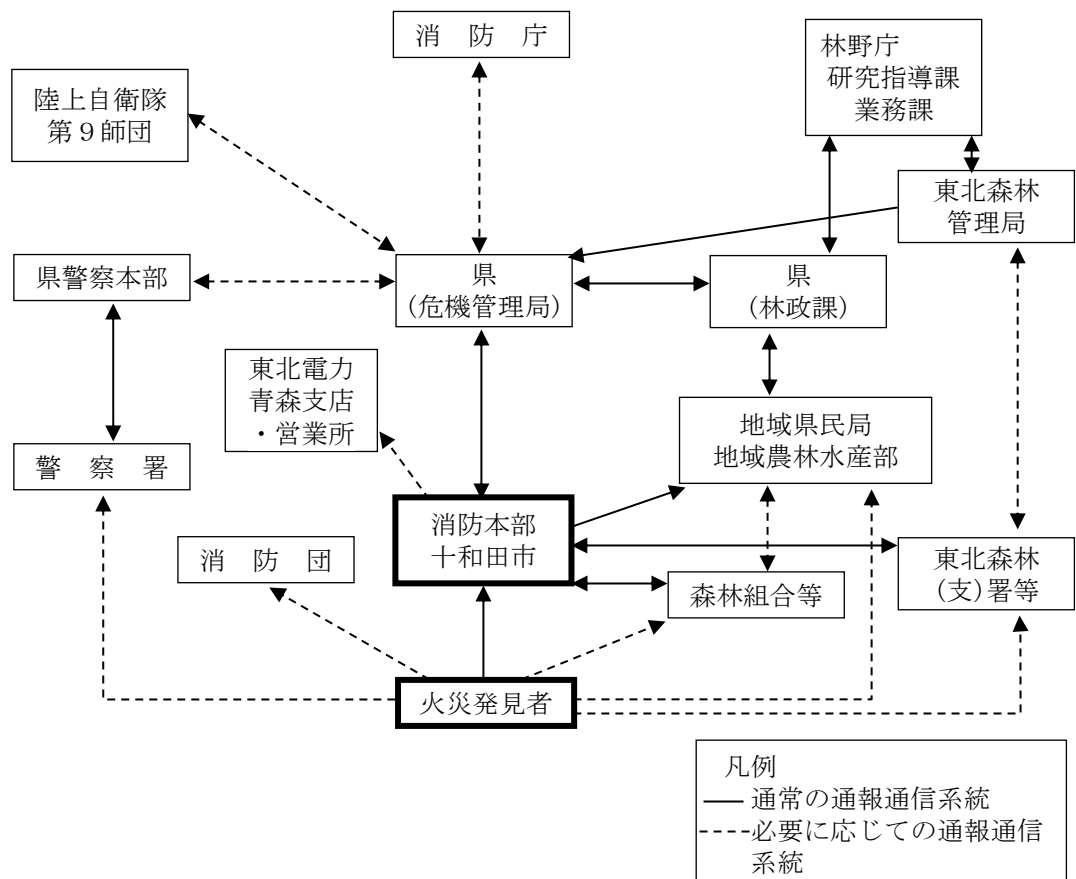 消 防 庁
林野庁
研究指導課
業務課
陸上自衛隊
第９師団
東北森林
管理局
県警察本部
県
(危機管理局)
県
(林政課)
東北電力
青森支店
・営業所
地域県民局
地域農林水産部
警 察 署
消防本部
十和田市
消 防 団
東北森林
(支)署等
森林組合等
火災発見者
凡例
通常の通報通信系統
必要に応じての通報通信
系統